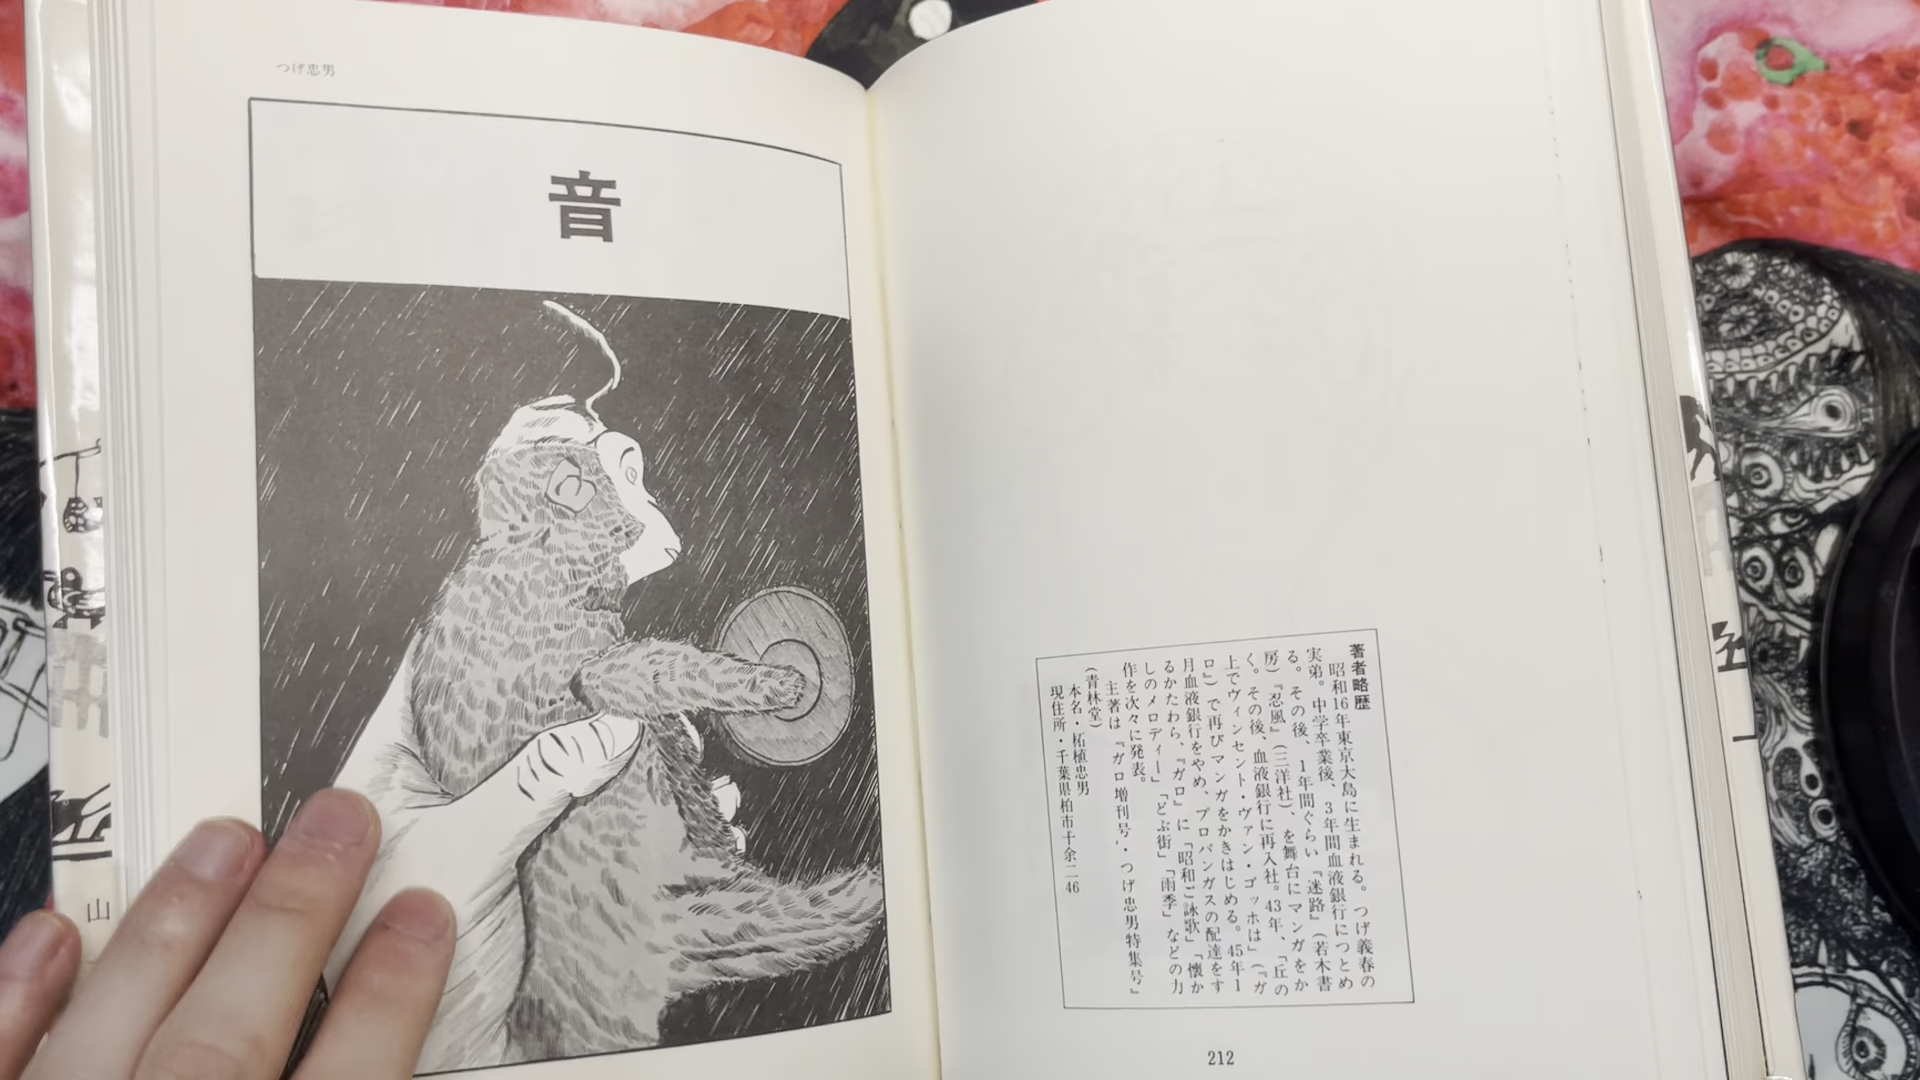 つげ忠男
音
著者略歴
昭和16年東京大島に生まれる。つげ義春の
実弟。中学卒業後、3年間血液銀行につとめ
る。その後、1年間ぐらい『迷路』(若木書
房)『忍風』(三洋社)、を舞台にマンガをか
く。その後、血液銀行に再入社。43年、「丘の
上でヴィンセント・ヴァン・ゴッホは」(『ガ
ロ』)で再びマンガをかきはじめる。45年1
月血液銀行をやめ、プロパンガスの配達をす
るかたわら、『ガロ』に「昭和ご詠歌」「懐か
しのメロディー」「どぶ街」「雨季」などの力
作を次々に発表。
主著は『ガロ増刊号・つげ忠男特集号』
(青林堂)
本名・柘植忠男
現住所・千葉県柏市十余二46
212
山